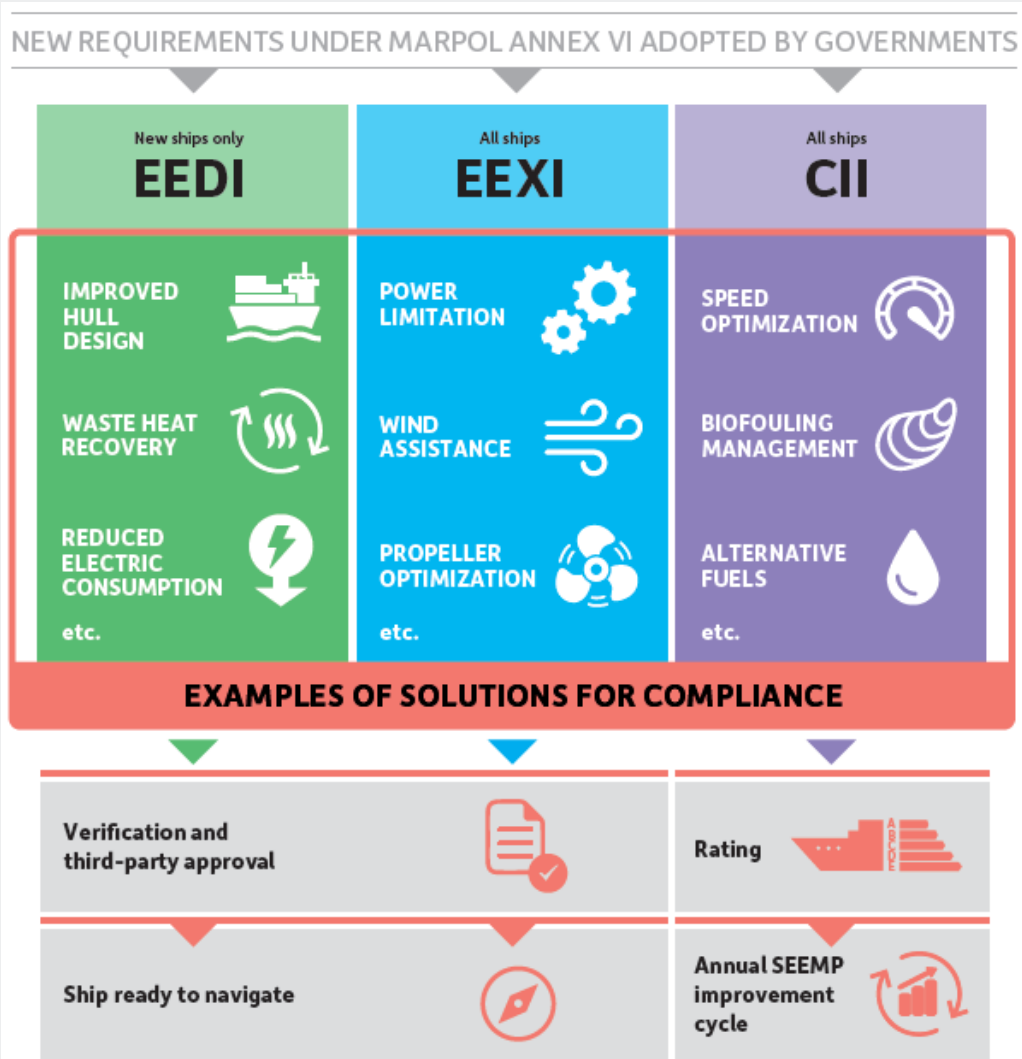 NEW REQUIREMENTS UNDER MARPOL ANNEX VI ADOPTED BY GOVERNMENTS
New ships only
EEDI
IMPROVED
HULL
DESIGN
WASTE HEAT
RECOVERY
REDUCED
ELECTRIC
CONSUMPTION
etc.
All ships
EEXI
POWER
LIMITATION
WIND
ASSISTANCE
PROPELLER
OPTIMIZATION
etc.
All ships
CII
SPEED
OPTIMIZATION
BIOFOULING
MANAGEMENT
ALTERNATIVE
FUELS
etc.
EXAMPLES OF SOLUTIONS FOR COMPLIANCE
Verification and
third-party approval
Ship ready to navigate
Rating
A
B
C
D
E
Annual SEEMP
improvement
cycle